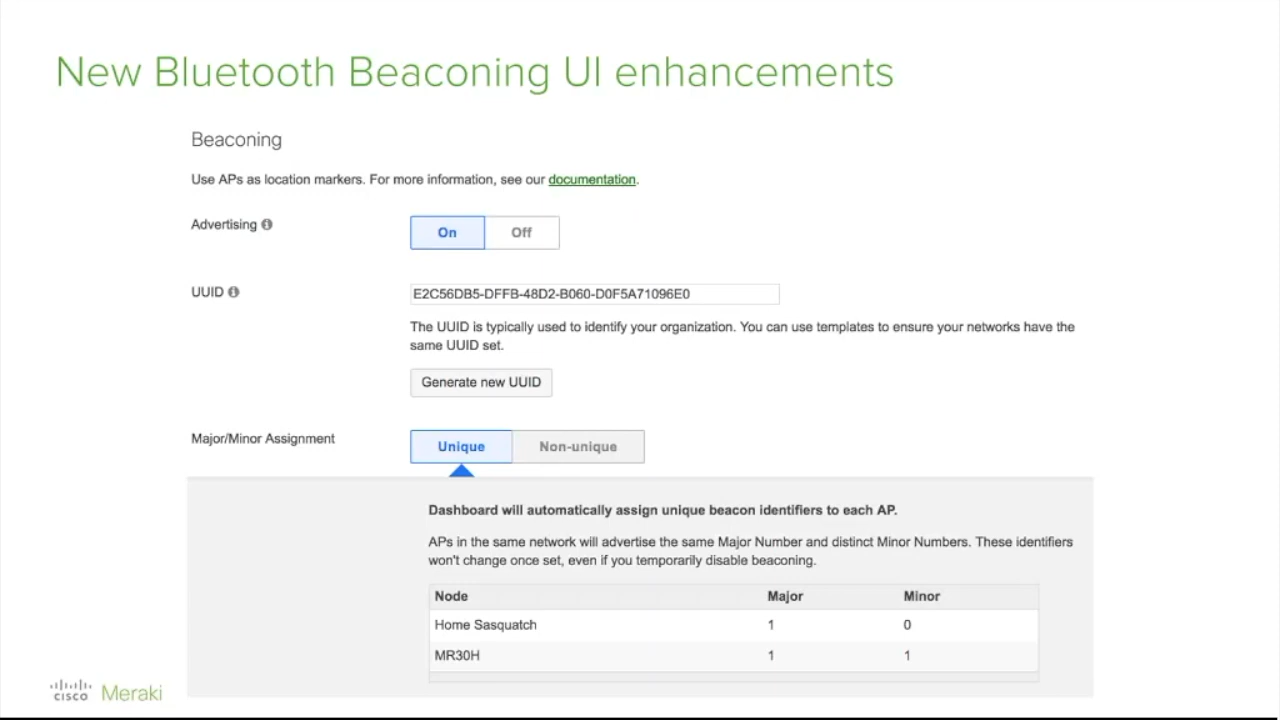 New Bluetooth Beaconing UI enhancements
Beaconing
Use APs as location markers. For more information, see our documentation.
Advertising
On Off
UUID
E2C56DB5-DFFB-48D2-B060-D0F5A71096E0
The UUID is typically used to identify your organization. You can use templates to ensure your networks have the
same UUID set.
Generate new UUID
Major/Minor Assignment
Unique Non-unique
Dashboard will automatically assign unique beacon identifiers to each AP.
APs in the same network will advertise the same Major Number and distinct Minor Numbers. These identifiers
won't change once set, even if you temporarily disable beaconing.
Node Major Minor
Home Sasquatch 1 0
MR30H 1 1
cisco Meraki